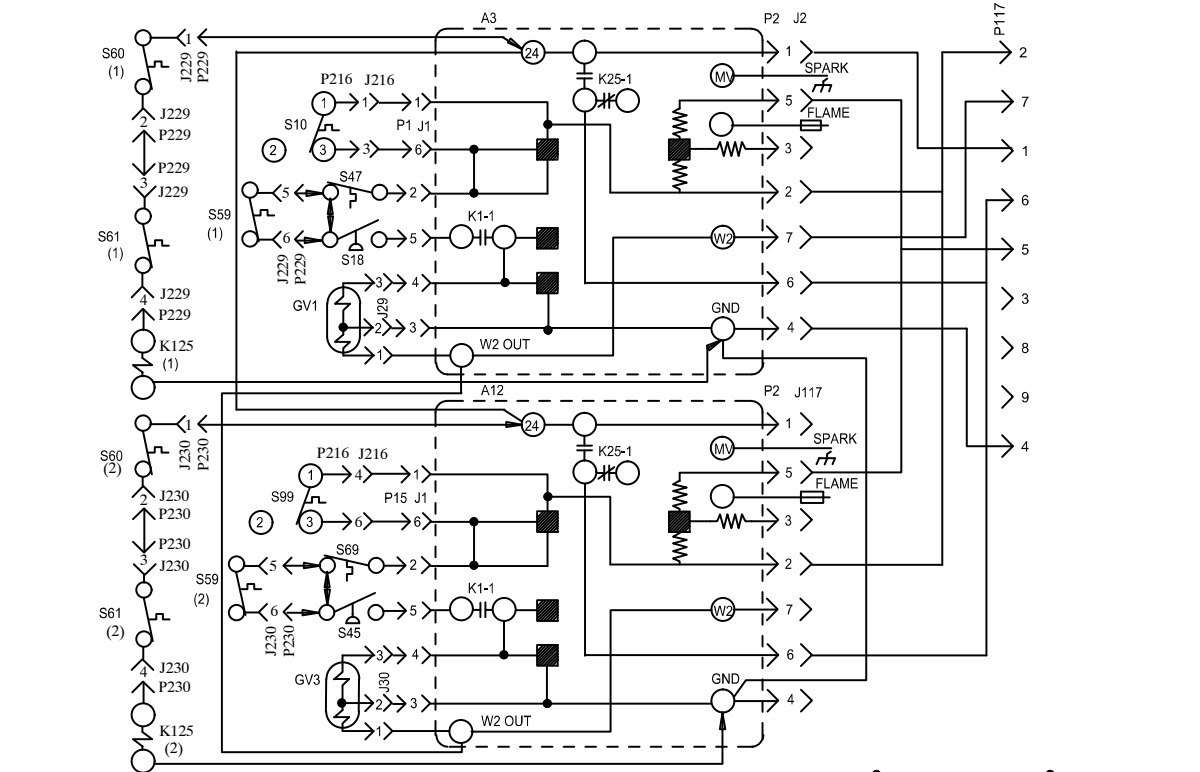 A3
P2 J2
P117
S60
(1)
1
J229
P229
24
1
2
K25-1
MV
SPARK
P216 J216
1
1
1
5
7
J229
2
P229
S10
P1 J1
FLAME
2
3
3
6
3
1
P229
3
J229
S47
5
2
2
6
S59
(1)
K1-1
S61
(1)
6
S18
5
W2
7
5
J229
P229
3
4
6
3
4
J229
P229
GV1
J29
2
3
GND
4
8
K125
(1)
1
W2 OUT
A12
P2 J117
9
S60
(2)
1
J230
P230
24
1
4
K25-1
MV
SPARK
P216 J216
1
4
1
5
2
J230
P230
S99
P15 J1
FLAME
2
3
6
6
3
P230
3
J230
S69
5
2
2
S59
(2)
K1-1
S61
(2)
6
S45
5
W2
7
J230
P230
3
4
6
4
J230
P230
GV3
J30
2
3
GND
4
K125
(2)
1
W2 OUT